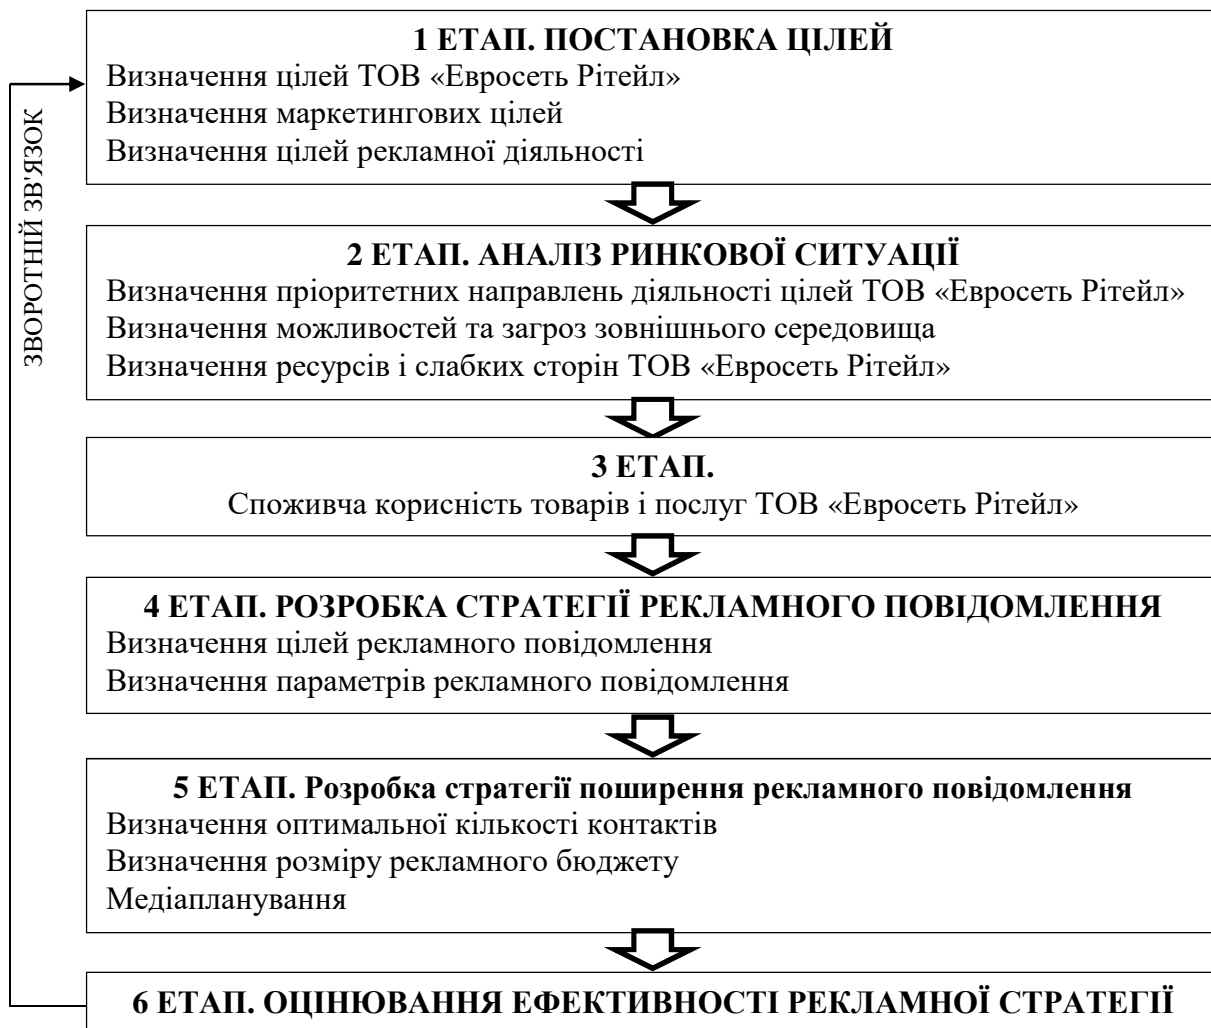 1 ЕТАП. ПОСТАНОВКА ЦІЛЕЙ
Визначення цілей ТОВ «Евросеть Рітейл»
Визначення маркетингових цілей
Визначення цілей рекламної діяльності
ЗВОРОТНІЙ ЗВ'ЯЗОК
2 ЕТАП. АНАЛІЗ РИНКОВОЇ СИТУАЦІЇ
Визначення пріоритетних направлень діяльності цілей ТОВ «Евросеть Рітейл»
Визначення можливостей та загроз зовнішнього середовища
Визначення ресурсів і слабких сторін ТОВ «Евросеть Рітейл»
3 ЕТАП.
Споживча корисність товарів і послуг ТОВ «Евросеть Рітейл»
4 ЕТАП. РОЗРОБКА СТРАТЕГІЇ РЕКЛАМНОГО ПОВІДОМЛЕННЯ
Визначення цілей рекламного повідомлення
Визначення параметрів рекламного повідомлення
5 ЕТАП. Розробка стратегії поширення рекламного повідомлення
Визначення оптимальної кількості контактів
Визначення розміру рекламного бюджету
Медіапланування
6 ЕТАП. ОЦІНЮВАННЯ ЕФЕКТИВНОСТІ РЕКЛАМНОЇ СТРАТЕГІЇ